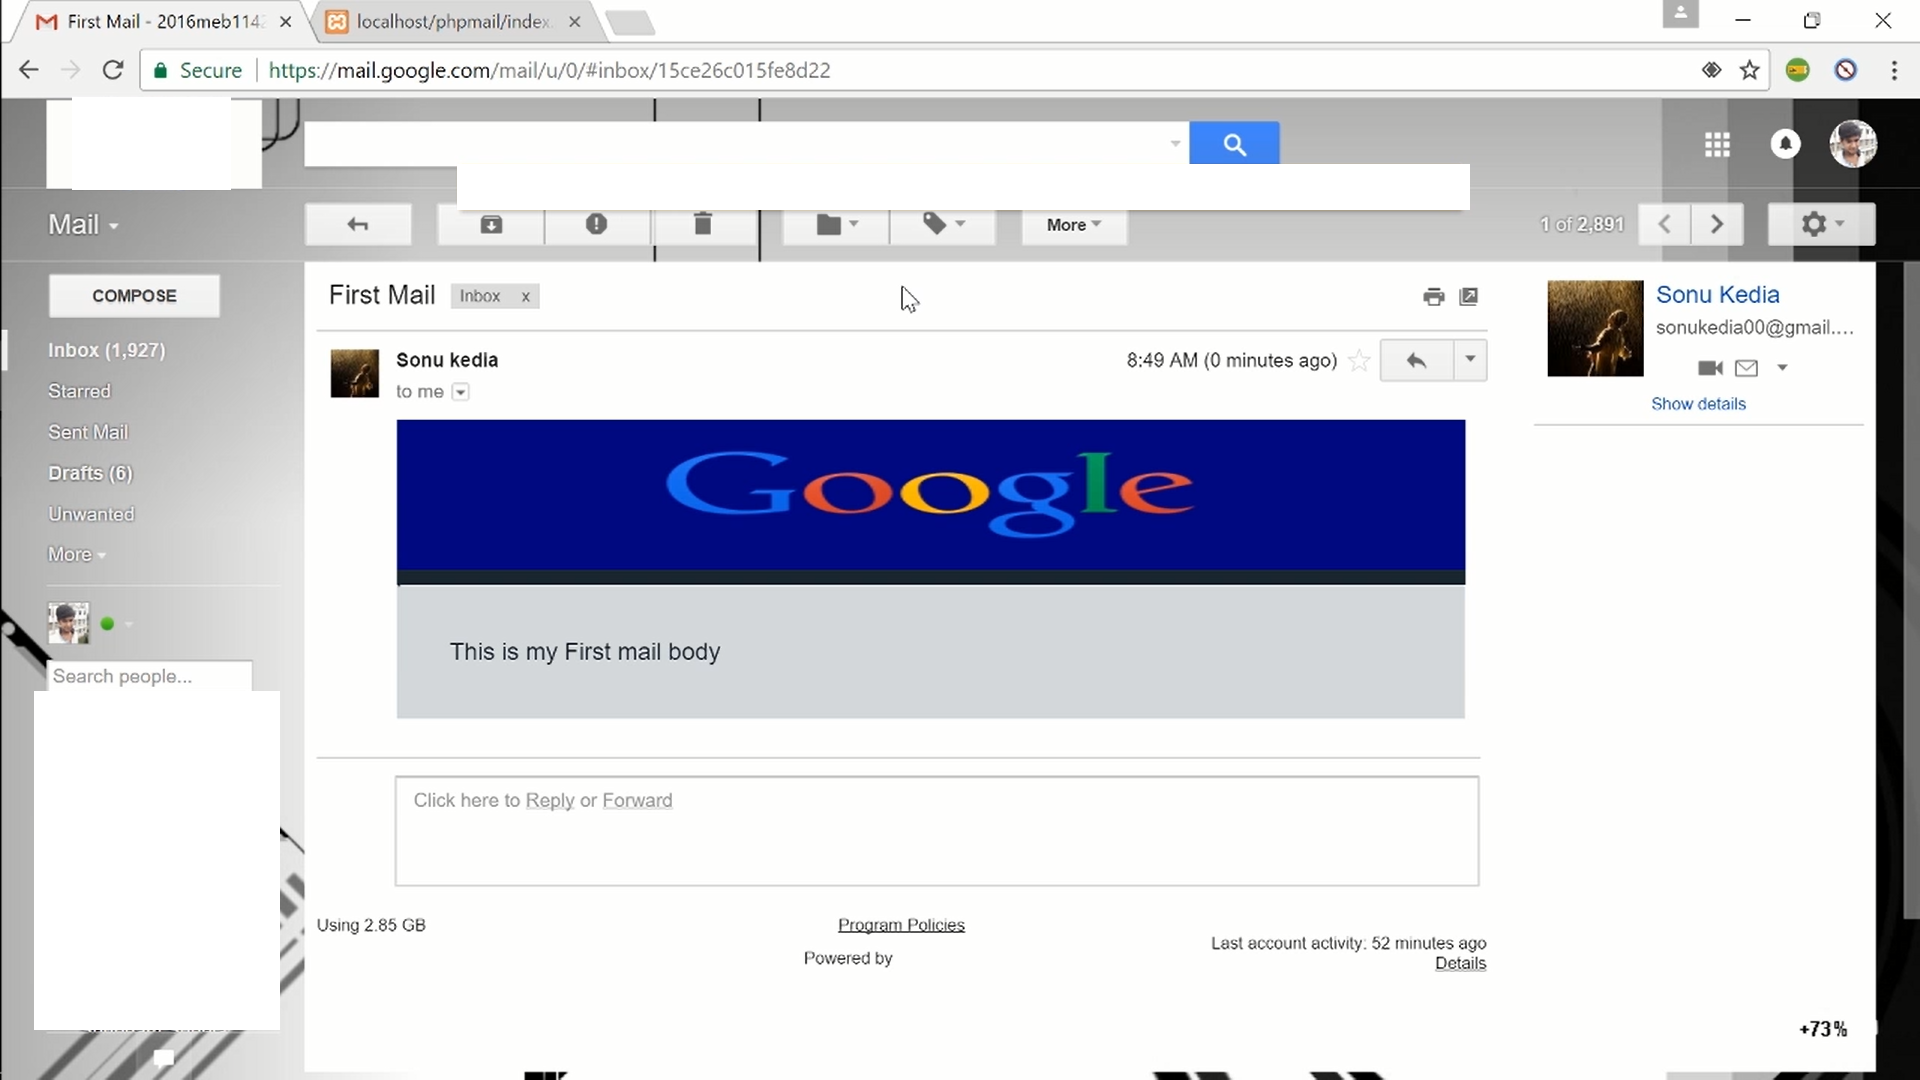 First Mail - 2016meb1142
localhost/phpmail/index.
Secure
https://mail.google.com/mail/u/0/#inbox/15ce26c015fe8d22
Mail
More
1 of 2,891
COMPOSE
Inbox (1,927)
Starred
Sent Mail
Drafts (6)
Unwanted
More
Search people...
First Mail
Inbox x
Sonu kedia
to me
8:49 AM (0 minutes ago)
Google
This is my First mail body
Click here to Reply or Forward
Using 2.85 GB
Program Policies
Powered by
Last account activity: 52 minutes ago
Details
Sonu Kedia
sonukedia00@gmail....
Show details
+73%